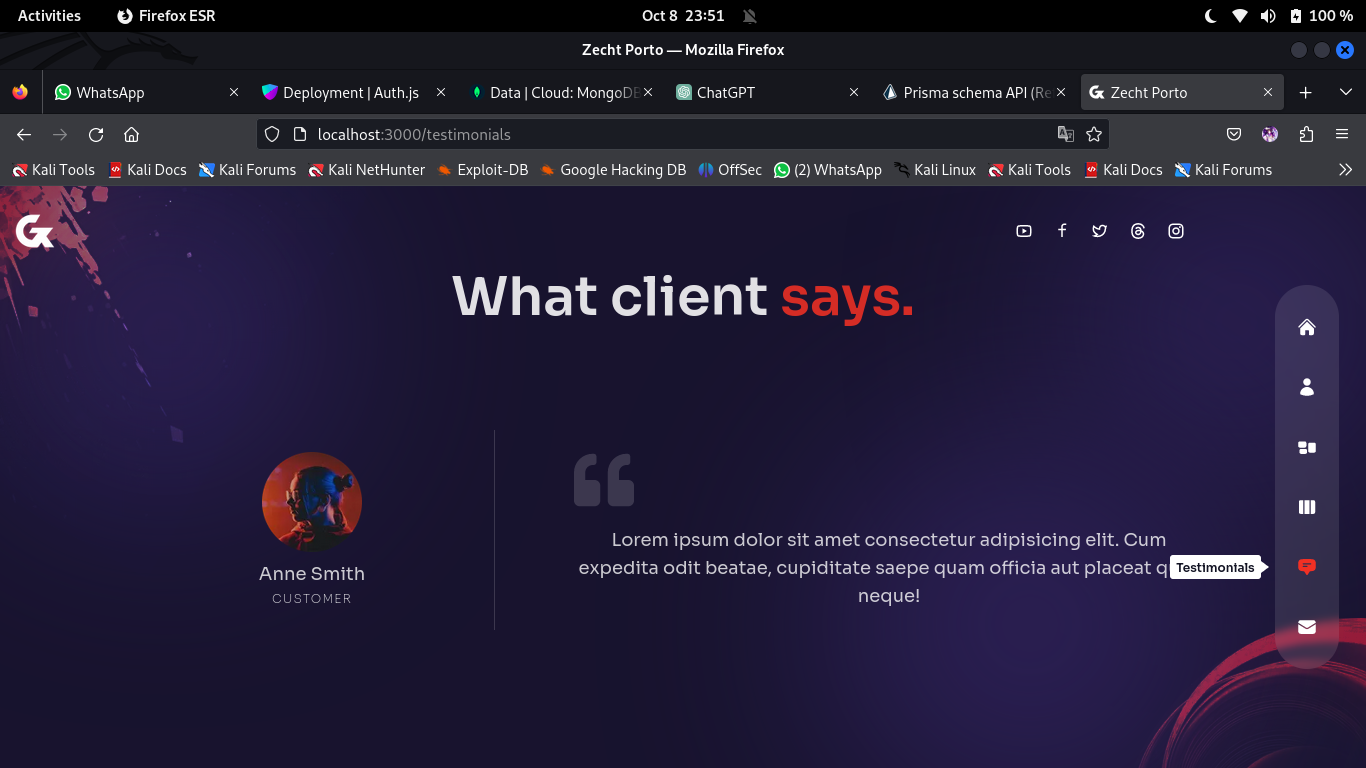 Activities Firefox ESR Oct 8 23:51 100 %
Zecht Porto — Mozilla Firefox
WhatsApp Deployment | Auth.js Data | Cloud: MongoDB ChatGPT Prisma schema API (Re Zecht Porto
localhost:3000/testimonials
Kali Tools Kali Docs Kali Forums Kali NetHunter Exploit-DB Google Hacking DB OffSec (2) WhatsApp Kali Linux Kali Tools Kali Docs Kali Forums
What client says.
Lorem ipsum dolor sit amet consectetur adipisicing elit. Cum
expedita odit beatae, cupiditate saepe quam officia aut placeat q
neque!
Anne Smith
CUSTOMER
Testimonials